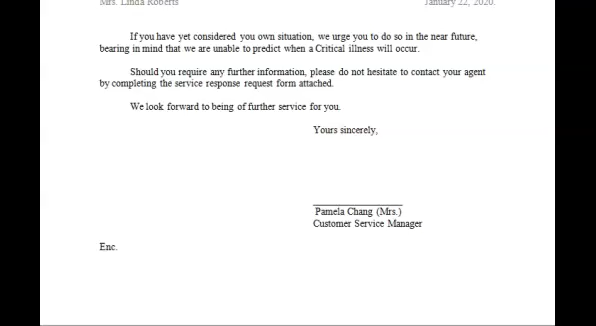 Mrs. Linda Roberts January 22, 2020.
If you have yet considered you own situation, we urge you to do so in the near future,
bearing in mind that we are unable to predict when a Critical illness will occur.
Should you require any further information, please do not hesitate to contact your agent
by completing the service response request form attached.
We look forward to being of further service for you.
Yours sincerely,
Pamela Chang (Mrs.)
Customer Service Manager
Enc.